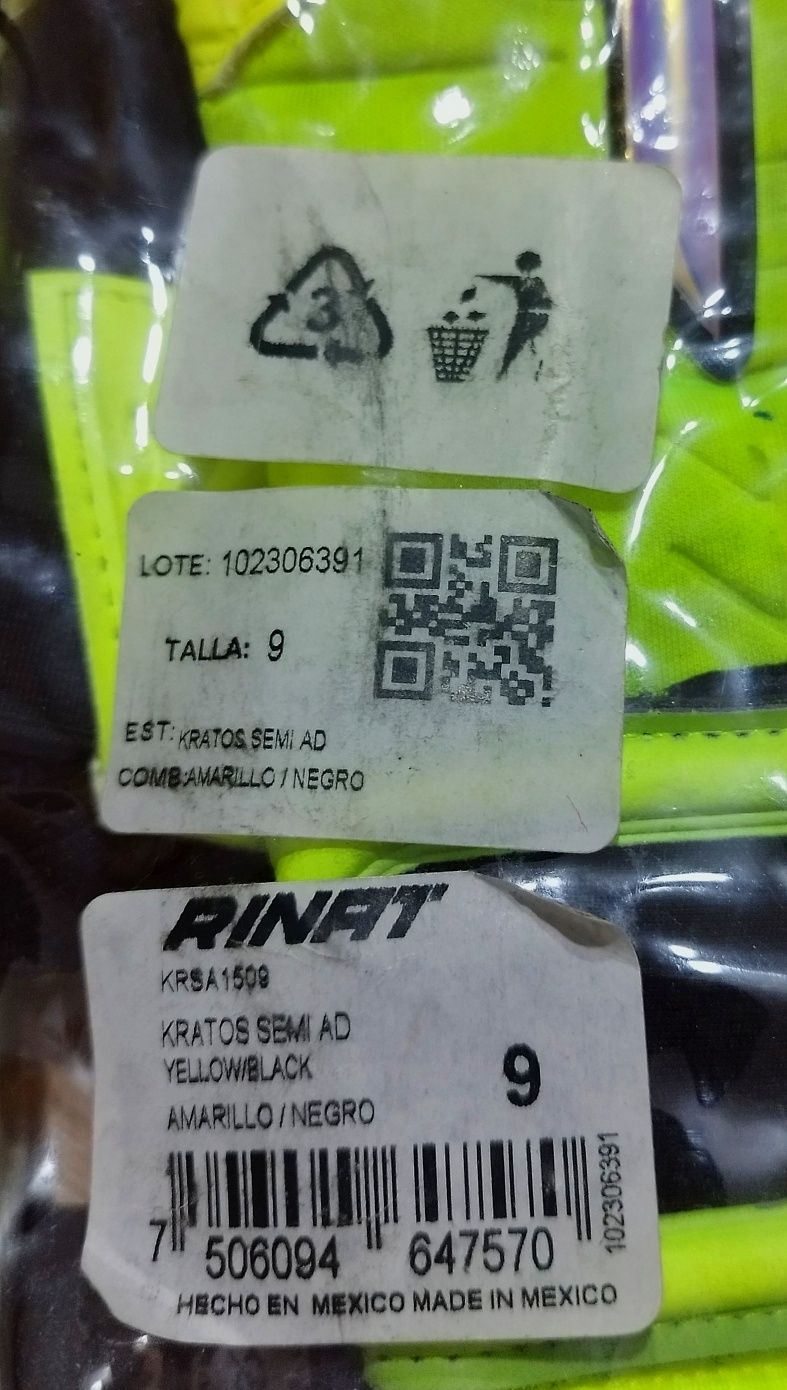 3
LOTE: 102306391
TALLA: 9
EST: KRATOS SEMI AD
COMB: AMARILLO / NEGRO
RINAT
KRSA1509
KRATOS SEMI AD
YELLOW/BLACK
9
AMARILLO / NEGRO
102306391
7 506094 647570
HECHO EN MEXICO MADE IN MEXICO